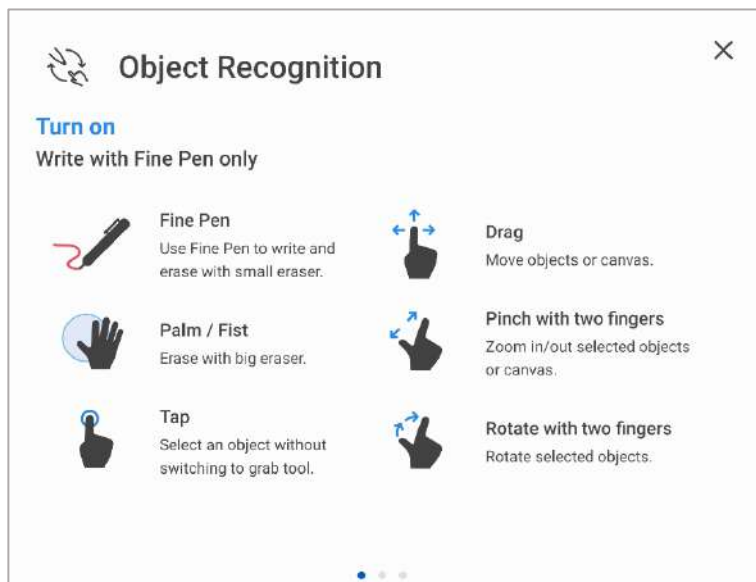 Object Recognition
Turn on
Write with Fine Pen only
Fine Pen
Use Fine Pen to write and
erase with small eraser.
Palm / Fist
Erase with big eraser.
Tap
Select an object without
switching to grab tool.
Drag
Move objects or canvas.
Pinch with two fingers
Zoom in/out selected objects
or canvas.
Rotate with two fingers
Rotate selected objects.